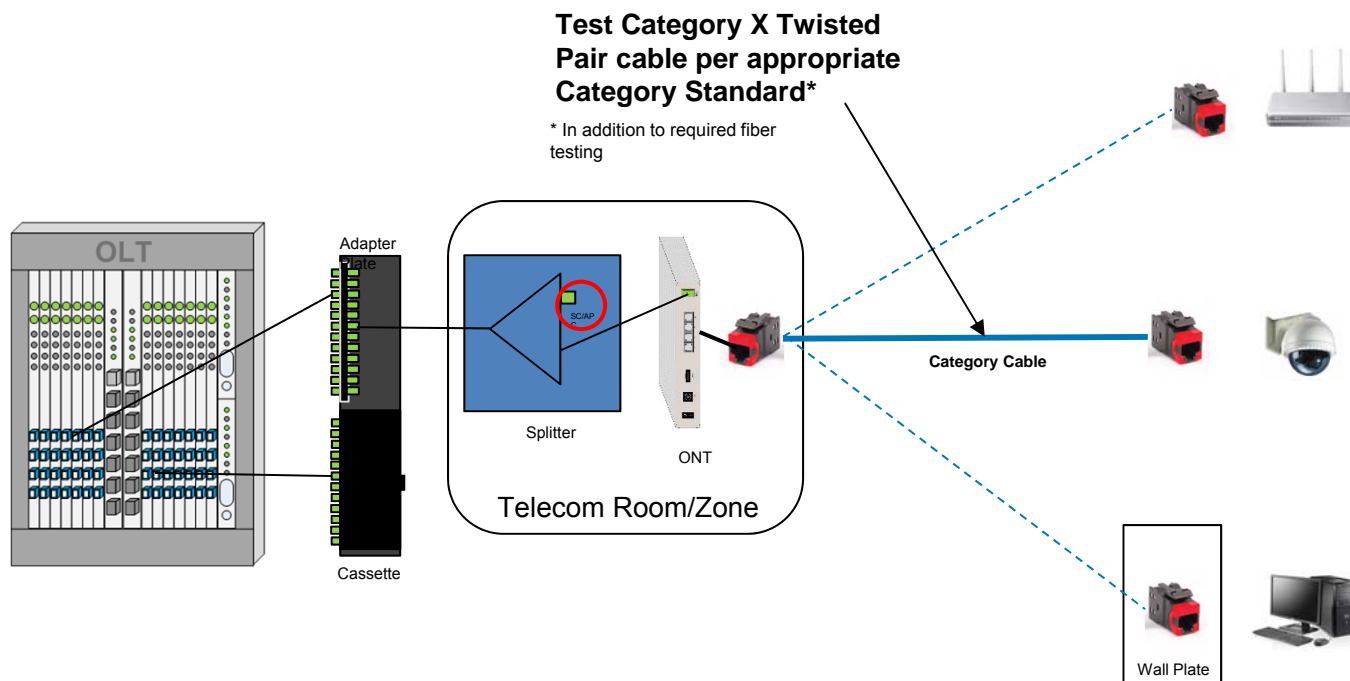 Test Category X Twisted
Pair cable per appropriate
Category Standard*
* In addition to required fiber
testing
OLT
Adapter
Plate
SC/AP
C
Splitter
ONT
Category Cable
Telecom Room/Zone
Cassette
Wall Plate